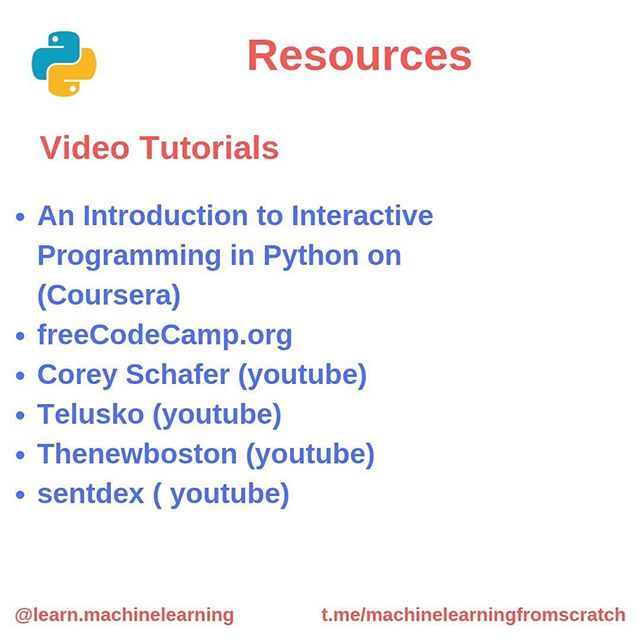 Resources
Video Tutorials
• An Introduction to Interactive
Programming in Python on
(Coursera)
• freeCodeCamp.org
• Corey Schafer (youtube)
• Telusko (youtube)
• Thenewboston (youtube)
• sentdex ( youtube)
@learn.machinelearning
t.me/machinelearningfromscratch